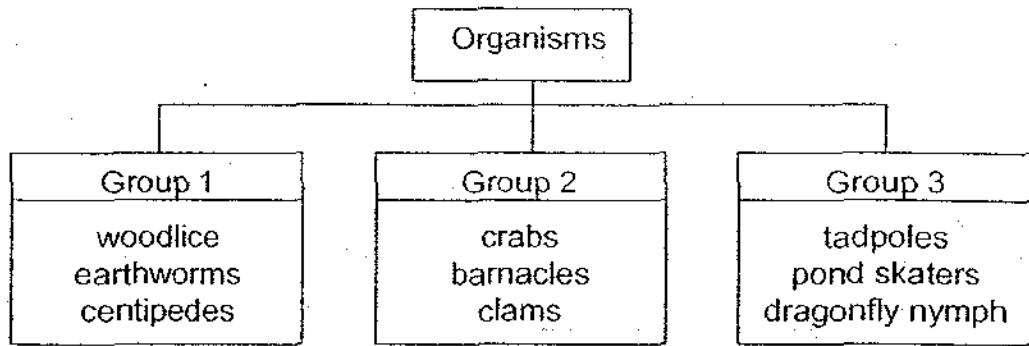 Organisms
Group 1
woodlice
earthworms
centipedes
Group 2
crabs
barnacles
clams
Group 3
tadpoles
pond skaters
dragonfly nymph